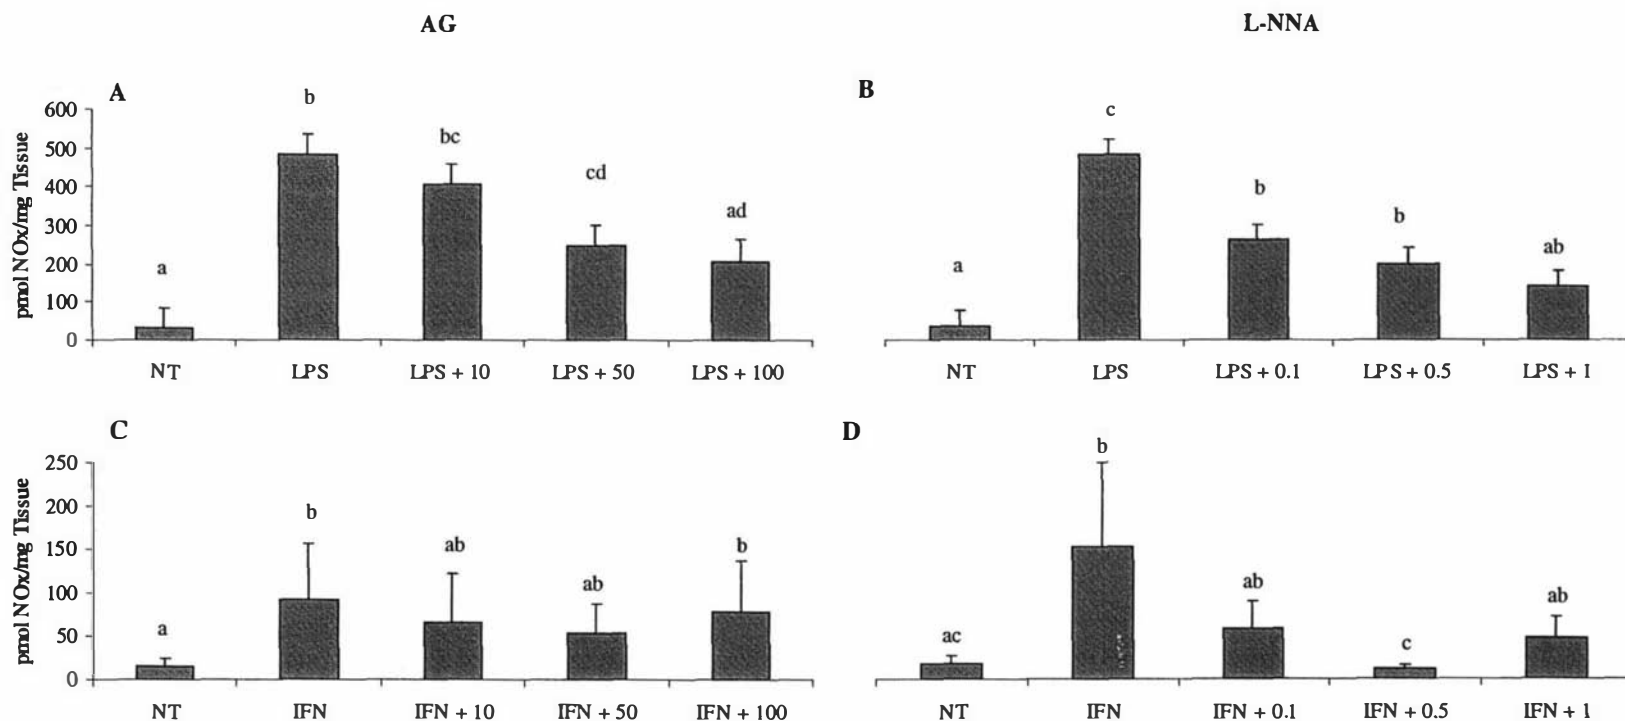 AG
L-NNA
A
B
pmol NOx/mg Tissue
600
500
400
300
200
100
0
a
b
bc
cd
ad
NT
LPS
LPS + 10
LPS + 50
LPS + 100
a
c
b
b
ab
NT
LPS
LPS + 0.1
LPS + 0.5
LPS + 1
C
D
pmol NOx/mg Tissue
250
200
150
100
50
0
a
b
ab
ab
b
NT
IFN
IFN + 10
IFN + 50
IFN + 100
ac
b
ab
c
ab
NT
IFN
IFN + 0.1
IFN + 0.5
IFN + 1